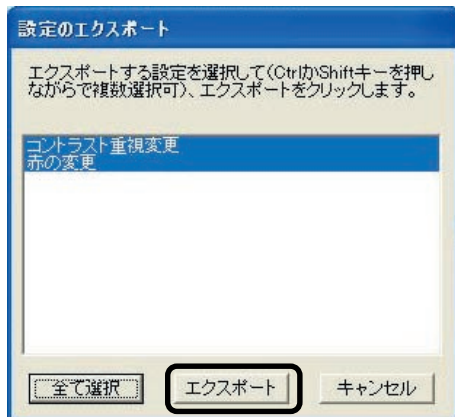 設定のエクスポート
エクスポートする設定を選択して(CtrlかShiftキーを押し
ながらで複数選択可)、エクスポートをクリックします。
コントラスト重視変更
赤の変更
全て選択 エクスポート キャンセル